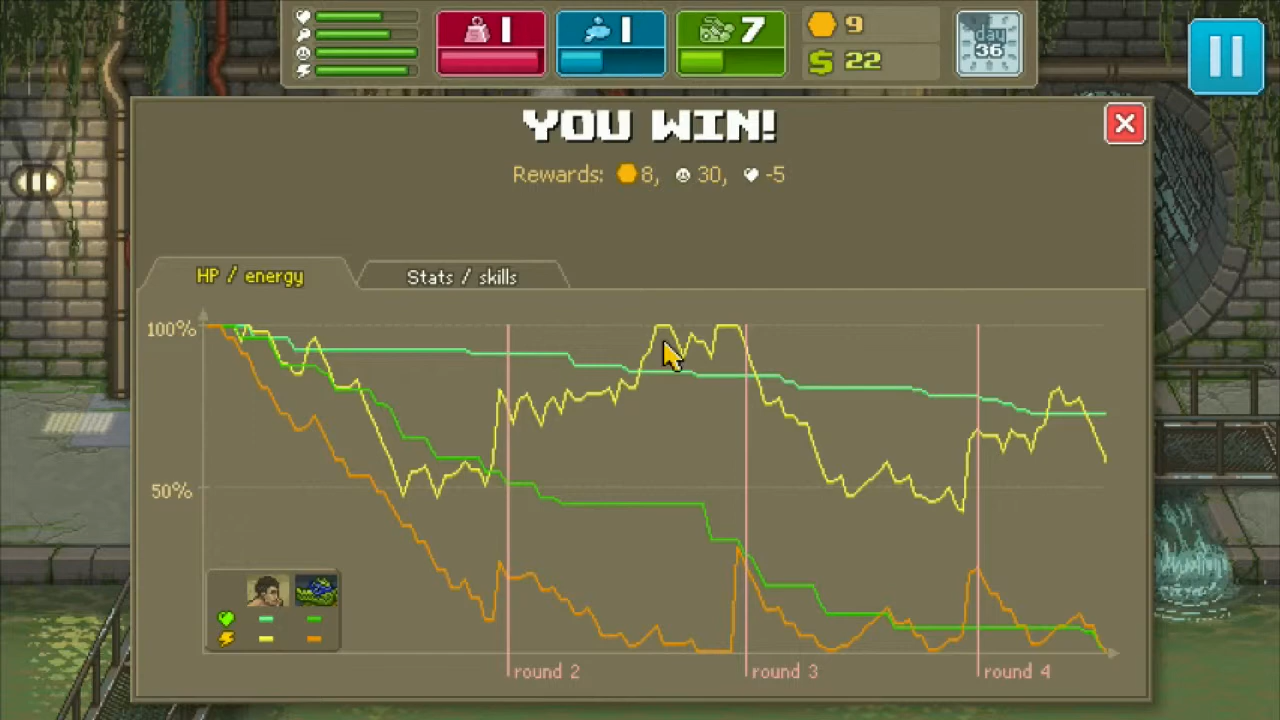 1 1 7 9
day
36
$ 22
YOU WIN!
Rewards: 8, 30, -5
HP / energy Stats / skills
100%
50%
round 2 round 3 round 4